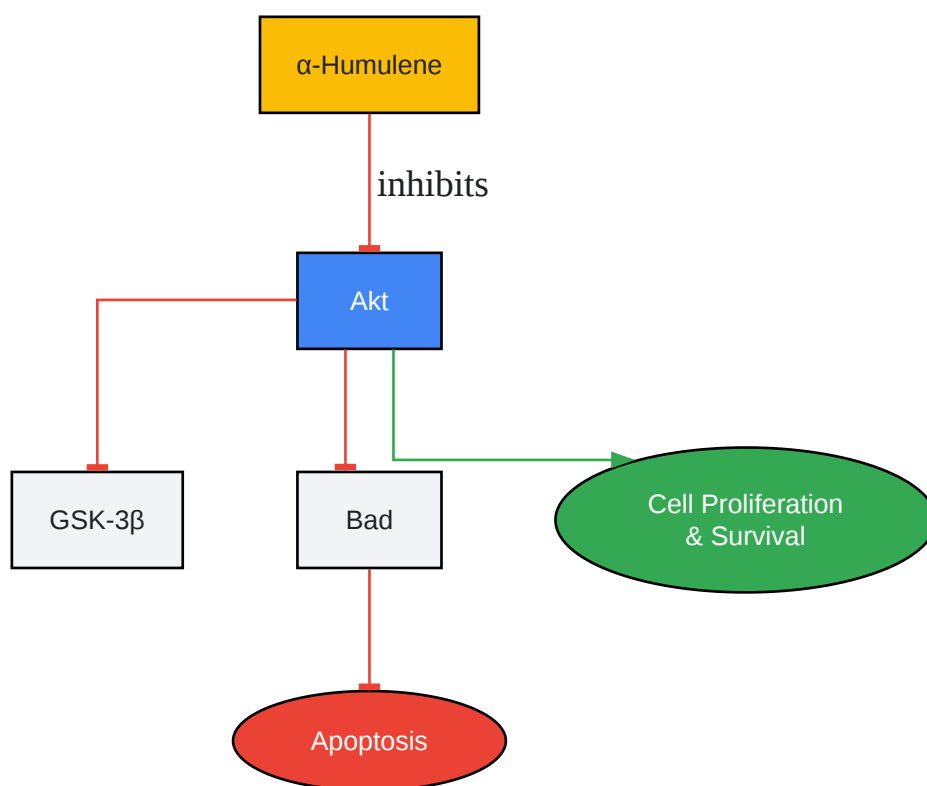 α-Humulene
inhibits
Akt
GSK-3β
Bad
Cell Proliferation
& Survival
Apoptosis